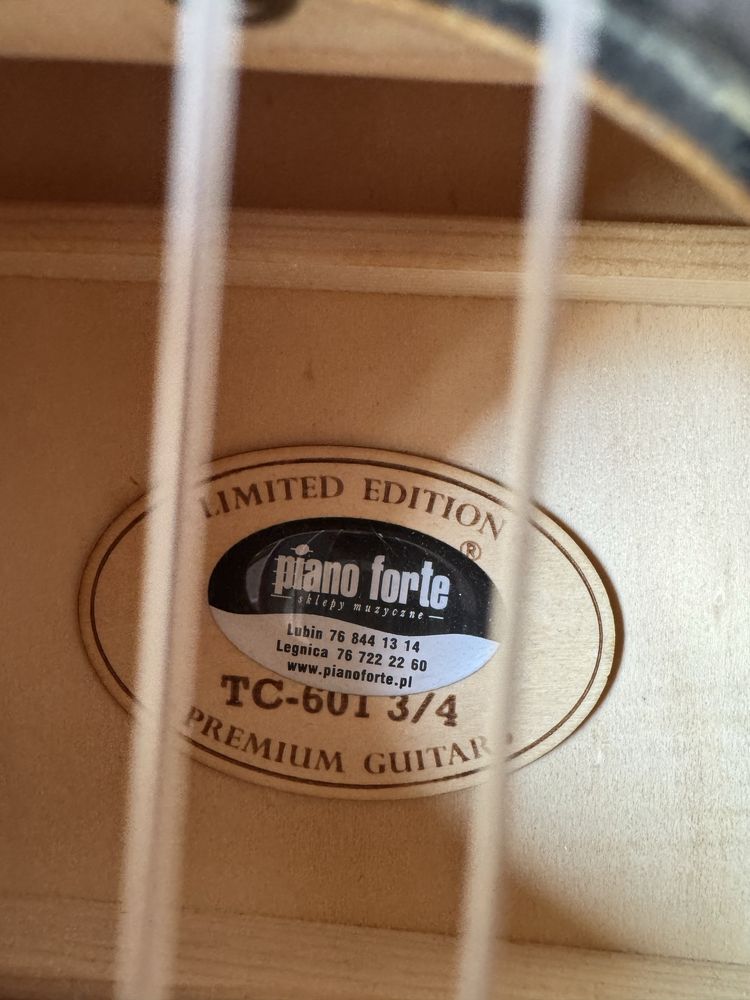 LIMITED EDITION
®
piano forte
sklepy muzyczne
Lubin 76 844 13 14
Legnica 76 722 22 60
www.pianoforte.pl
TC-601 3/4
PREMIUM GUITAR